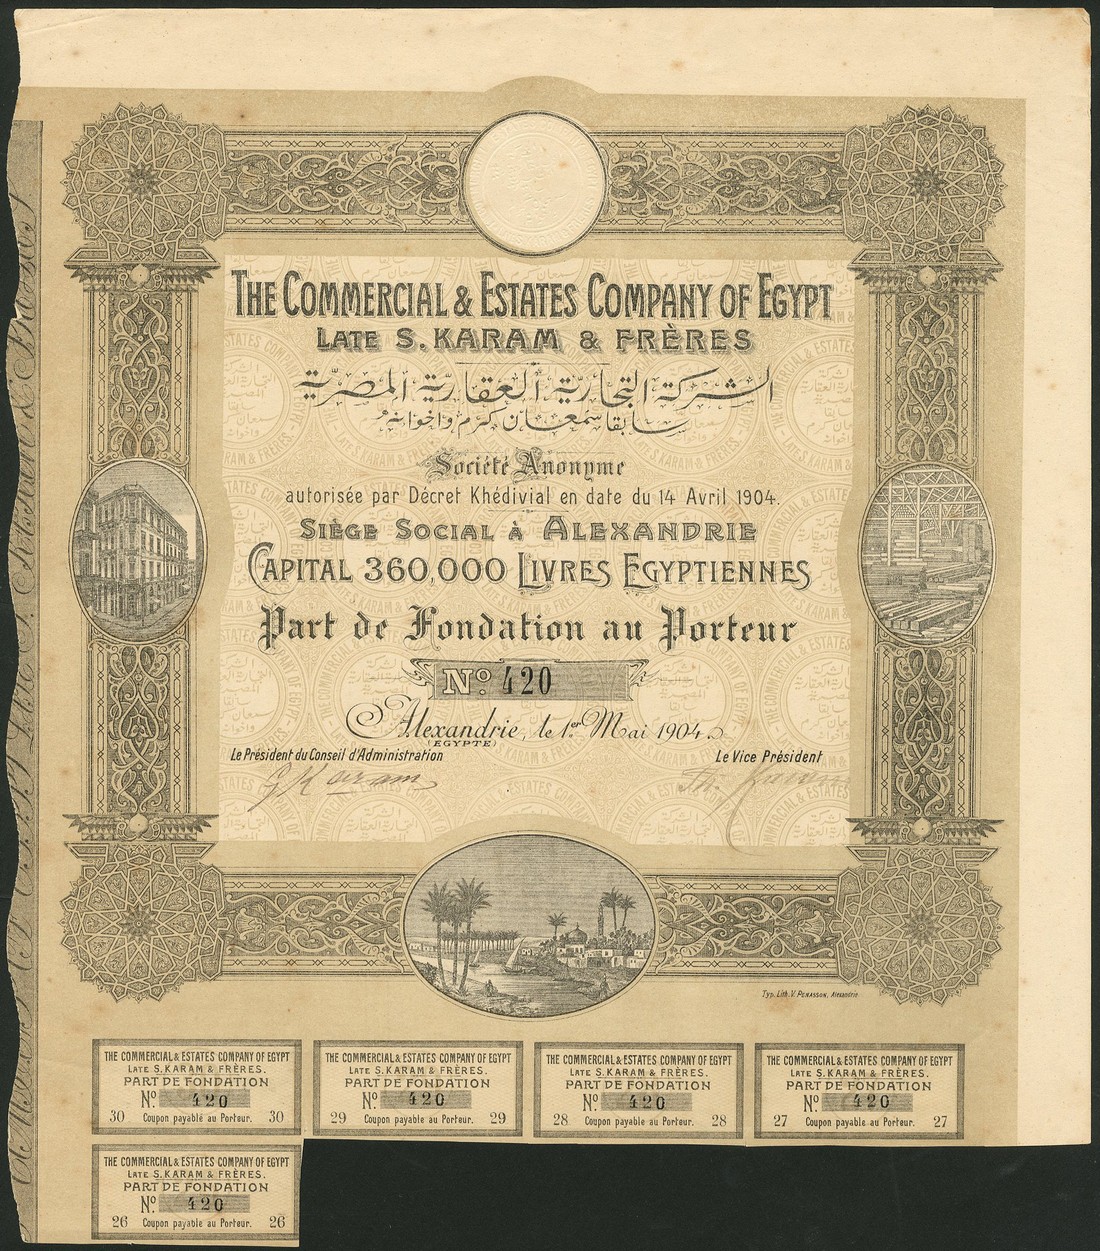 THE COMMERCIAL & ESTATES COMPANY OF EGYPT
LATE S. KARAM & FRÈRES
الشركة التجارية العقارية المصرية
سابقا سمعان كرم واخوانه
Société Anonyme
autorisée par Décret Khédivial en date du 14 Avril 1904.
SIÈGE SOCIAL À ALEXANDRIE
CAPITAL 360,000 LIVRES EGYPTIENNES
Part de Fondation au Porteur
No. 420
Alexandrie, le 1er Mai 1904.
(EGYPTE)
Le Président du Conseil d'Administration
Le Vice Président
Typ. Lith. V. PENASSON, Alexandrie
THE COMMERCIAL & ESTATES COMPANY OF EGYPT
LATE S. KARAM & FRÈRES.
PART DE FONDATION
No. 420
30 Coupon payable au Porteur. 30
THE COMMERCIAL & ESTATES COMPANY OF EGYPT
LATE S. KARAM & FRÈRES.
PART DE FONDATION
No. 420
29 Coupon payable au Porteur. 29
THE COMMERCIAL & ESTATES COMPANY OF EGYPT
LATE S. KARAM & FRÈRES.
PART DE FONDATION
No. 420
28 Coupon payable au Porteur. 28
THE COMMERCIAL & ESTATES COMPANY OF EGYPT
LATE S. KARAM & FRÈRES.
PART DE FONDATION
No. 420
27 Coupon payable au Porteur. 27
THE COMMERCIAL & ESTATES COMPANY OF EGYPT
LATE S. KARAM & FRÈRES.
PART DE FONDATION
No. 420
26 Coupon payable au Porteur. 26